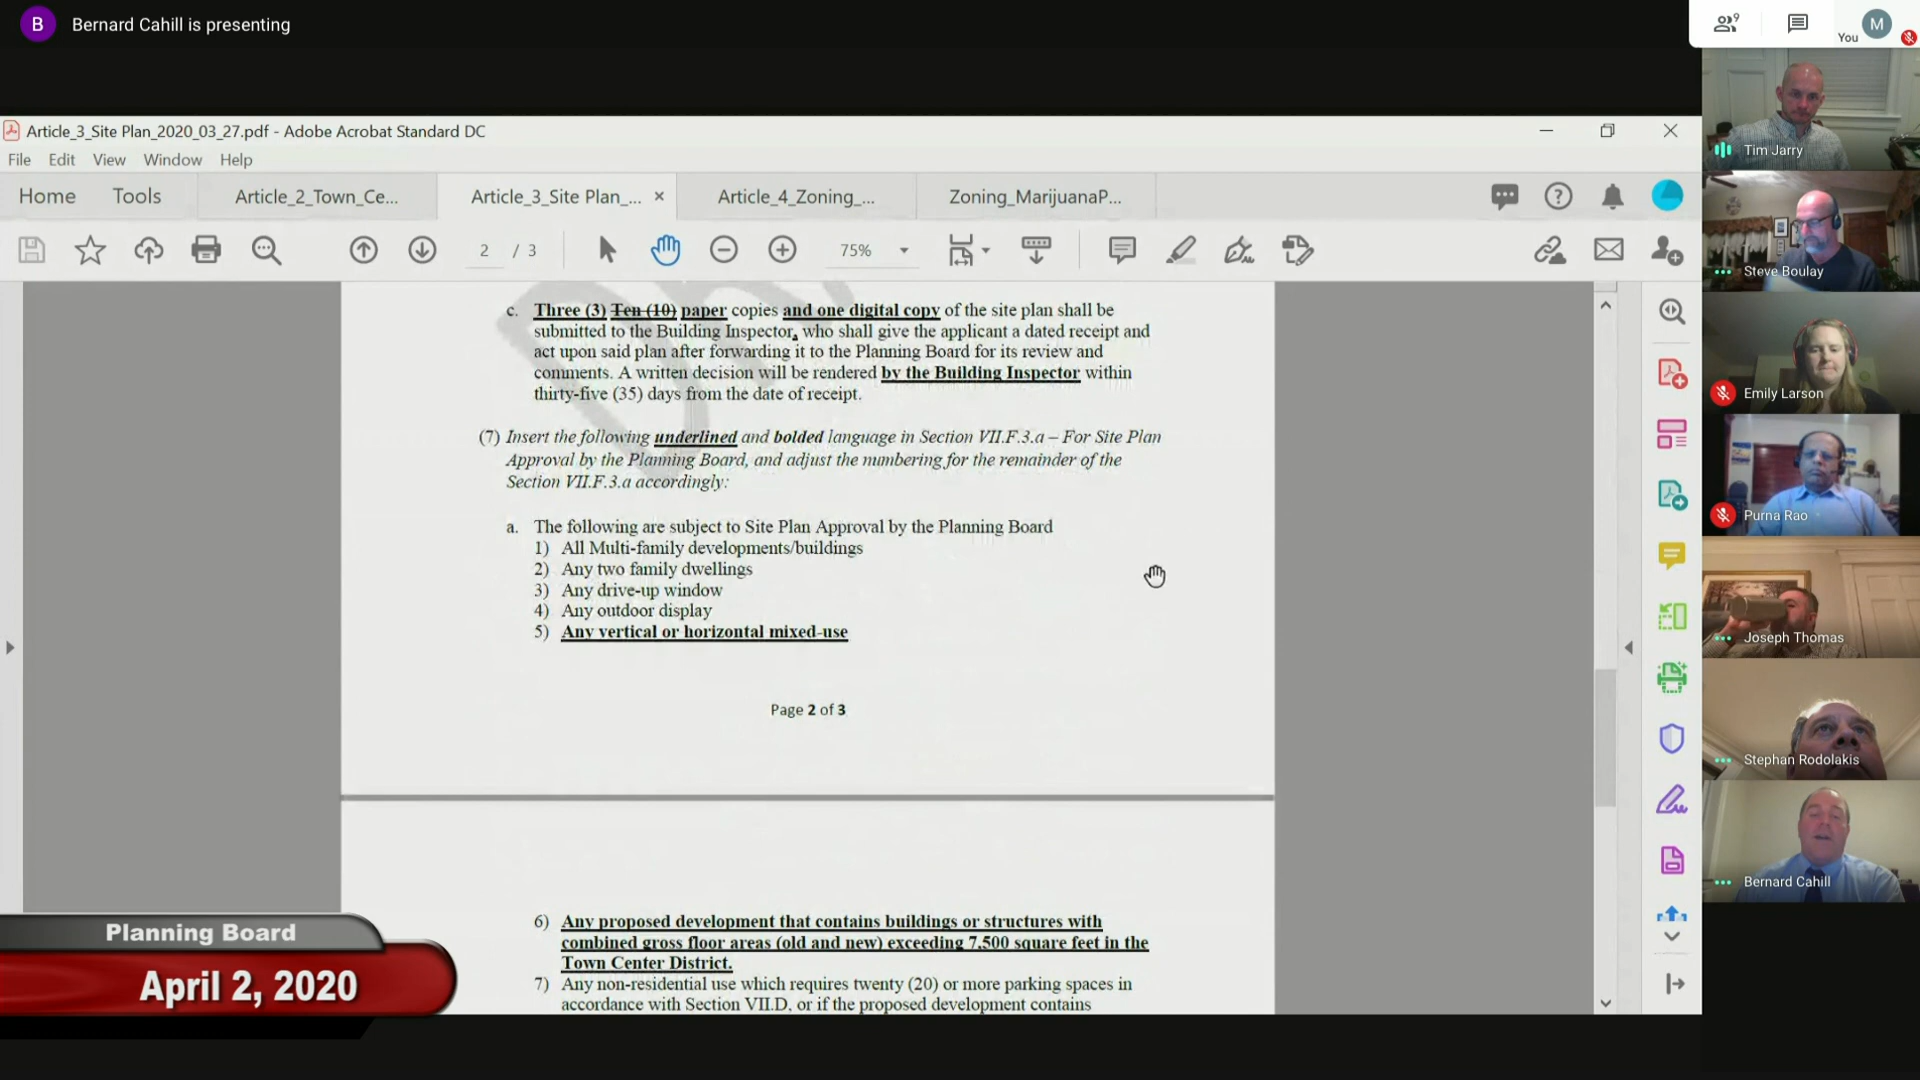 B Bernard Cahill is presenting
9
You M
Article_3_Site Plan_2020_03_27.pdf - Adobe Acrobat Standard DC
File Edit View Window Help
Home Tools Article_2_Town_Ce... Article_3_Site Plan_... × Article_4_Zoning_... Zoning_MarijuanaP...
2 / 3 75%
c. Three (3) Ten (10) paper copies and one digital copy of the site plan shall be
submitted to the Building Inspector, who shall give the applicant a dated receipt and
act upon said plan after forwarding it to the Planning Board for its review and
comments. A written decision will be rendered by the Building Inspector within
thirty-five (35) days from the date of receipt.
(7) Insert the following underlined and bolded language in Section VII.F.3.a – For Site Plan
Approval by the Planning Board, and adjust the numbering for the remainder of the
Section VII.F.3.a accordingly:
a. The following are subject to Site Plan Approval by the Planning Board
1) All Multi-family developments/buildings
2) Any two family dwellings
3) Any drive-up window
4) Any outdoor display
5) Any vertical or horizontal mixed-use
Page 2 of 3
6) Any proposed development that contains buildings or structures with
combined gross floor areas (old and new) exceeding 7,500 square feet in the
Town Center District.
7) Any non-residential use which requires twenty (20) or more parking spaces in
accordance with Section VII.D, or if the proposed development contains
Tim Jarry
Steve Boulay
Emily Larson
Purna Rao
Joseph Thomas
Stephan Rodolakis
Bernard Cahill
Planning Board
April 2, 2020